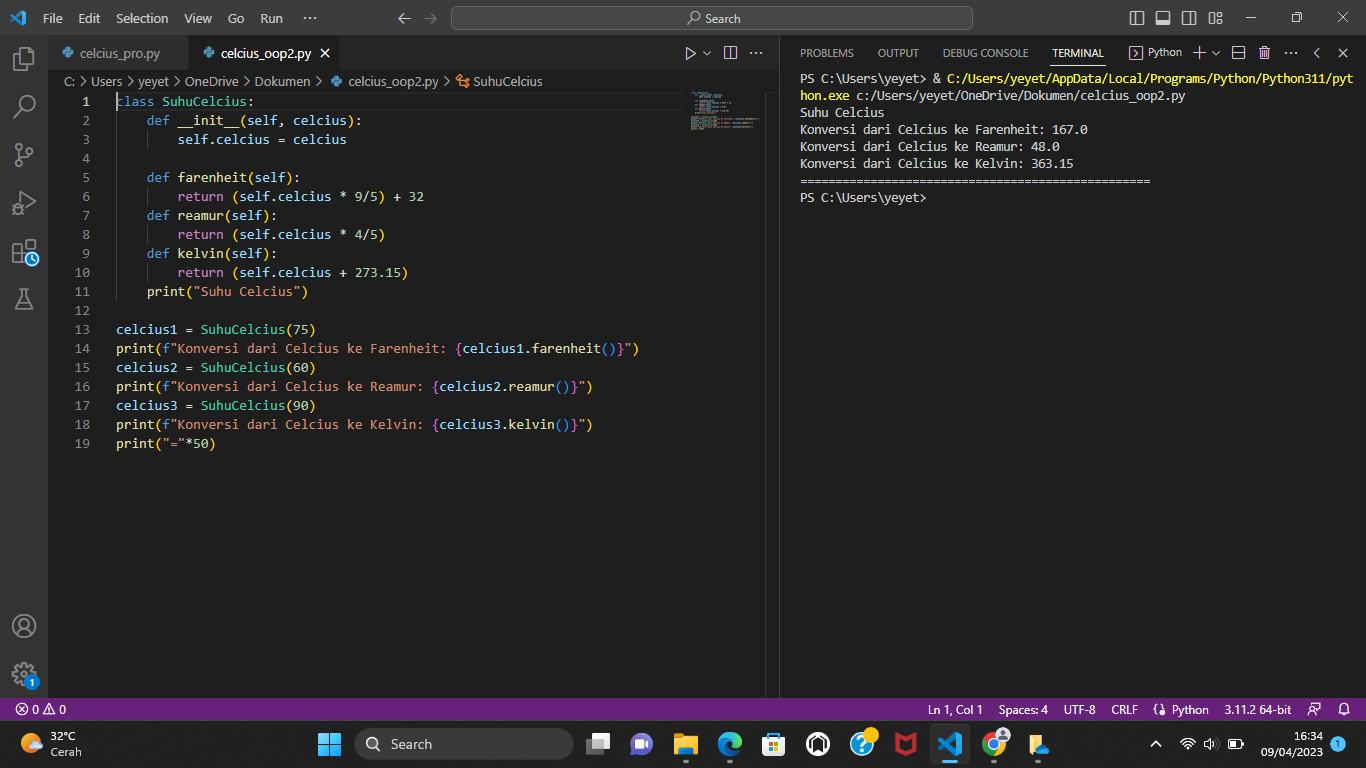 File Edit Selection View Go Run ··· Search
celcius_pro.py celcius_oop2.py
C: > Users > yeyet > OneDrive > Dokumen > celcius_oop2.py > SuhuCelcius
1 class SuhuCelcius:
2 def __init__(self, celcius):
3 self.celcius = celcius
4
5 def farenheit(self):
6 return (self.celcius * 9/5) + 32
7 def reamur(self):
8 return (self.celcius * 4/5)
9 def kelvin(self):
10 return (self.celcius + 273.15)
11 print("Suhu Celcius")
12
13 celcius1 = SuhuCelcius(75)
14 print(f"Konversi dari Celcius ke Farenheit: {celcius1.farenheit()}")
15 celcius2 = SuhuCelcius(60)
16 print(f"Konversi dari Celcius ke Reamur: {celcius2.reamur()}")
17 celcius3 = SuhuCelcius(90)
18 print(f"Konversi dari Celcius ke Kelvin: {celcius3.kelvin()}")
19 print("="*50)
PROBLEMS OUTPUT DEBUG CONSOLE TERMINAL Python
PS C:\Users\yeyet> & C:/Users/yeyet/AppData/Local/Programs/Python/Python311/pyt
hon.exe c:/Users/yeyet/OneDrive/Dokumen/celcius_oop2.py
Suhu Celcius
Konversi dari Celcius ke Farenheit: 167.0
Konversi dari Celcius ke Reamur: 48.0
Konversi dari Celcius ke Kelvin: 363.15
==================================================
PS C:\Users\yeyet>
1
0 0 Ln 1, Col 1 Spaces: 4 UTF-8 CRLF Python 3.11.2 64-bit
32°C
Cerah
Search
16:34
09/04/2023
1